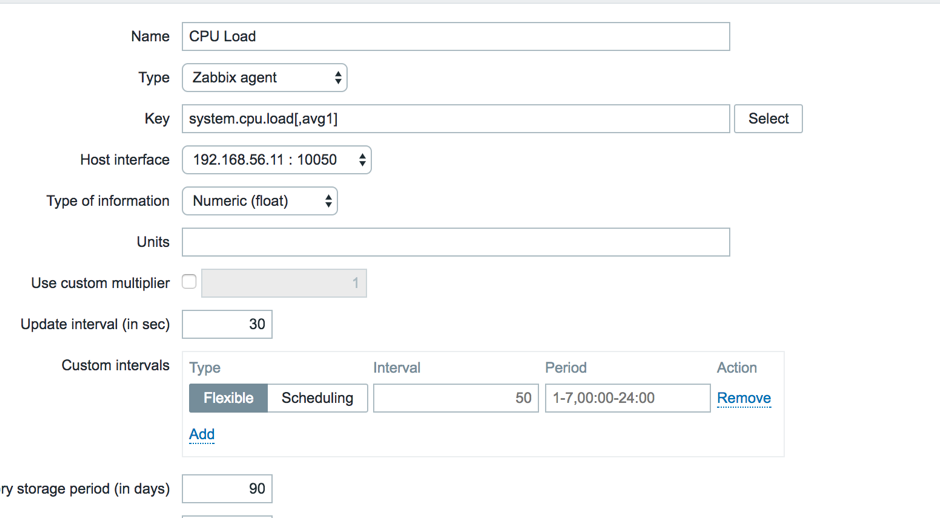 Name CPU Load
Type Zabbix agent
Key system.cpu.load[,avg1] Select
Host interface 192.168.56.11 : 10050
Type of information Numeric (float)
Units
Use custom multiplier 1
Update interval (in sec) 30
Custom intervals Type Interval Period Action
Flexible Scheduling 50 1-7,00:00-24:00 Remove
Add
ry storage period (in days) 90